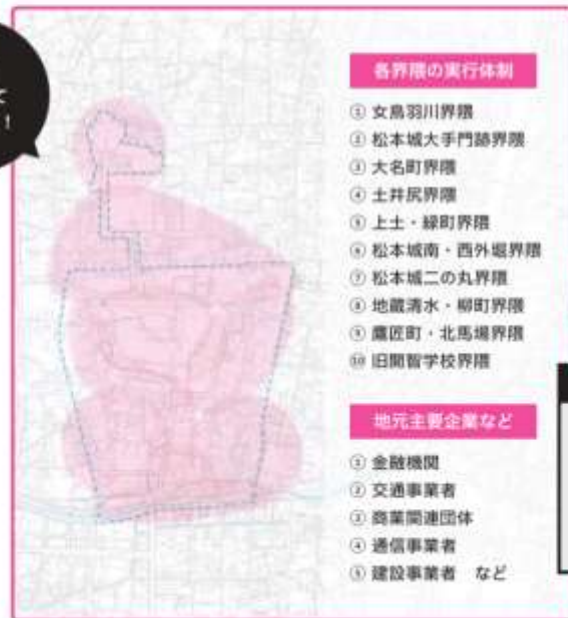 各界隈の実行体制
① 女鳥羽川界隈
② 松本城大手門跡界隈
③ 大名町界隈
④ 土井尻界隈
⑤ 上土・緑町界隈
⑥ 松本城南・西外堀界隈
⑦ 松本城二の丸界隈
⑧ 地蔵清水・柳町界隈
⑨ 鷹匠町・北馬場界隈
⑩ 旧開智学校界隈
地元主要企業など
① 金融機関
② 交通事業者
③ 商業関連団体
④ 通信事業者
⑤ 建設事業者 など